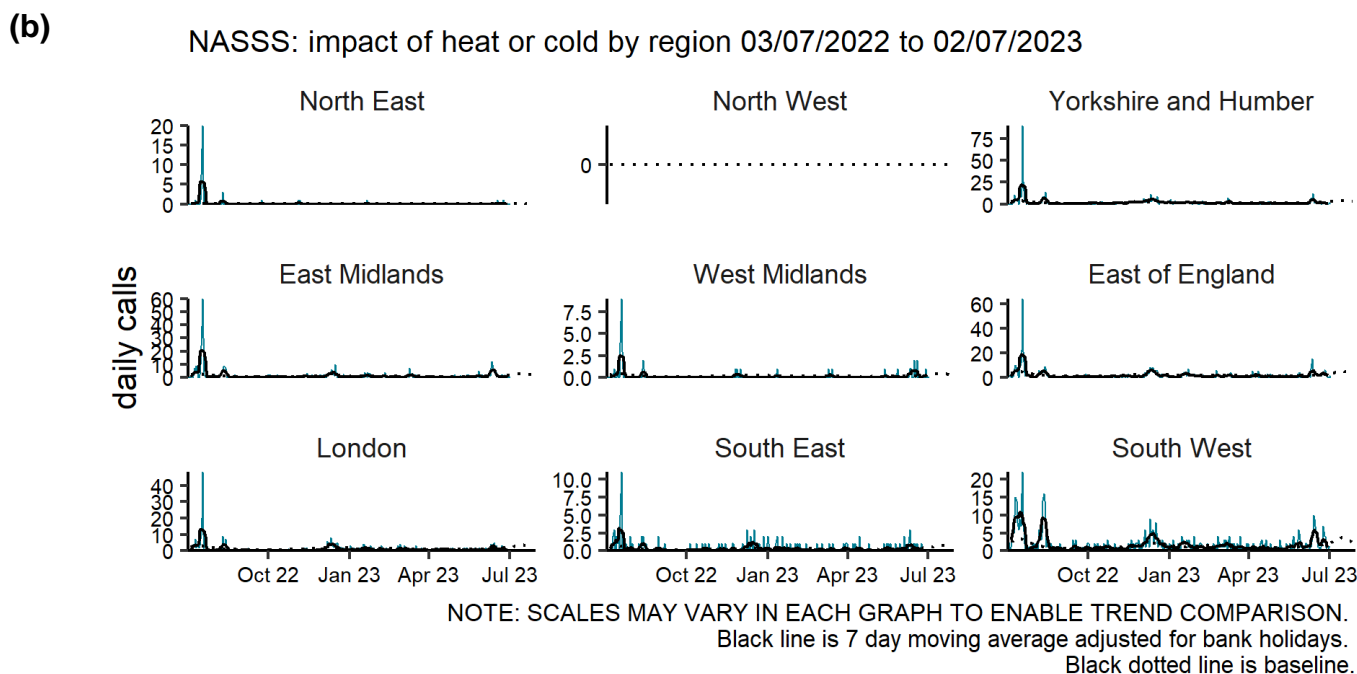 (b)
NASSS: impact of heat or cold by region 03/07/2022 to 02/07/2023
North East
North West
Yorkshire and Humber
20
15
10
5
0
0
75
50
25
0
East Midlands
West Midlands
East of England
daily calls
60
50
40
30
20
10
0
7.5
5.0
2.5
0.0
60
40
20
0
London
South East
South West
40
30
20
10
0
10.0
7.5
5.0
2.5
0.0
20
15
10
5
0
Oct 22 Jan 23 Apr 23 Jul 23
Oct 22 Jan 23 Apr 23 Jul 23
Oct 22 Jan 23 Apr 23 Jul 23
NOTE: SCALES MAY VARY IN EACH GRAPH TO ENABLE TREND COMPARISON.
Black line is 7 day moving average adjusted for bank holidays.
Black dotted line is baseline.